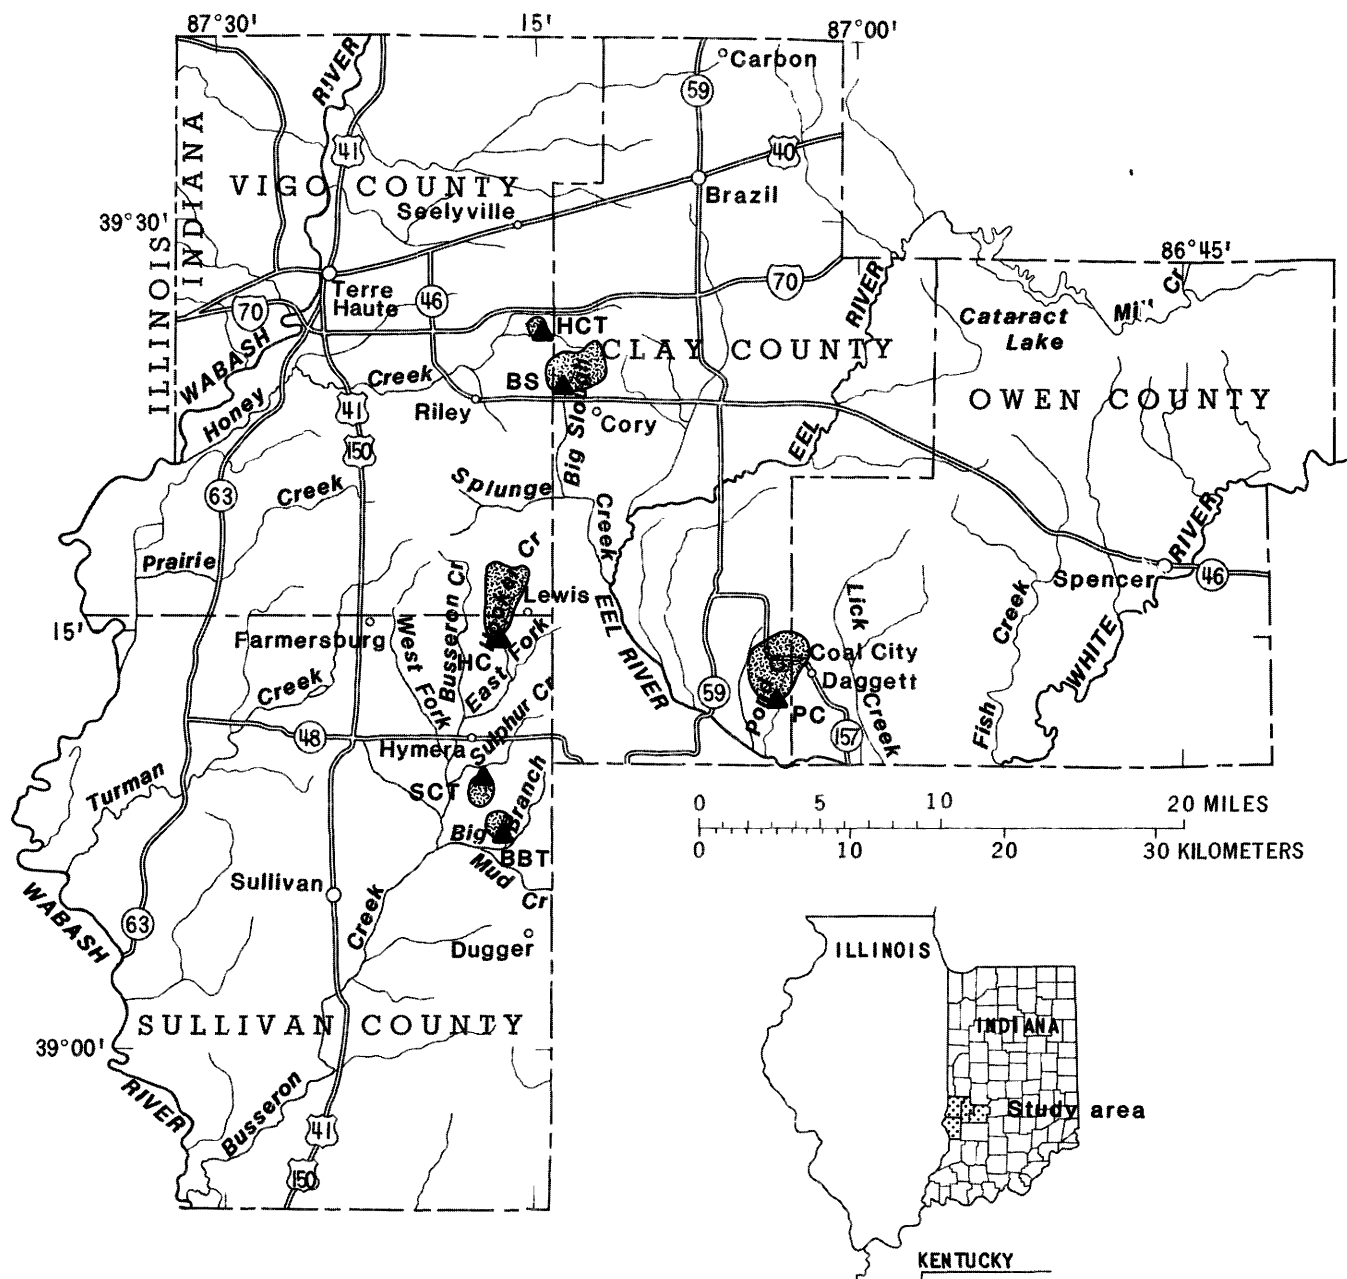 87°30'
15'
87°00'
RIVER
Carbon
59
41
40
ILLINOIS
INDIANA
VIGO COUNTY
Seelyville
Brazil
39°30'
86°45'
Terre
Haute
70
46
70
RIVER
Mill Cr
Cataract
Lake
HCT
CLAY COUNTY
WABASH
Honey
Creek
BS
Riley
41
150
Big Slough
Cory
EEL
OWEN COUNTY
63
Creek
Splunge
Creek
Prairie
Cr
Lewis
Busseron Cr
EEL RIVER
Lick
Creek
Spencer
RIVER
46
15'
Farmersburg
West Fork
HC
East Fork
Creek
WHITE
Coal City
Daggett
59
Pond Cr
PC
157
Creek
Fish
48
Hymera
Sulphur Cr
Turman
SCT
Big Branch
BBT
Mud
Cr
0 5 10 20 MILES
0 10 20 30 KILOMETERS
Sullivan
WABASH
63
Creek
Dugger
ILLINOIS
SULLIVAN COUNTY
INDIANA
39°00'
RIVER
Busseron
Study area
41
150
KENTUCKY